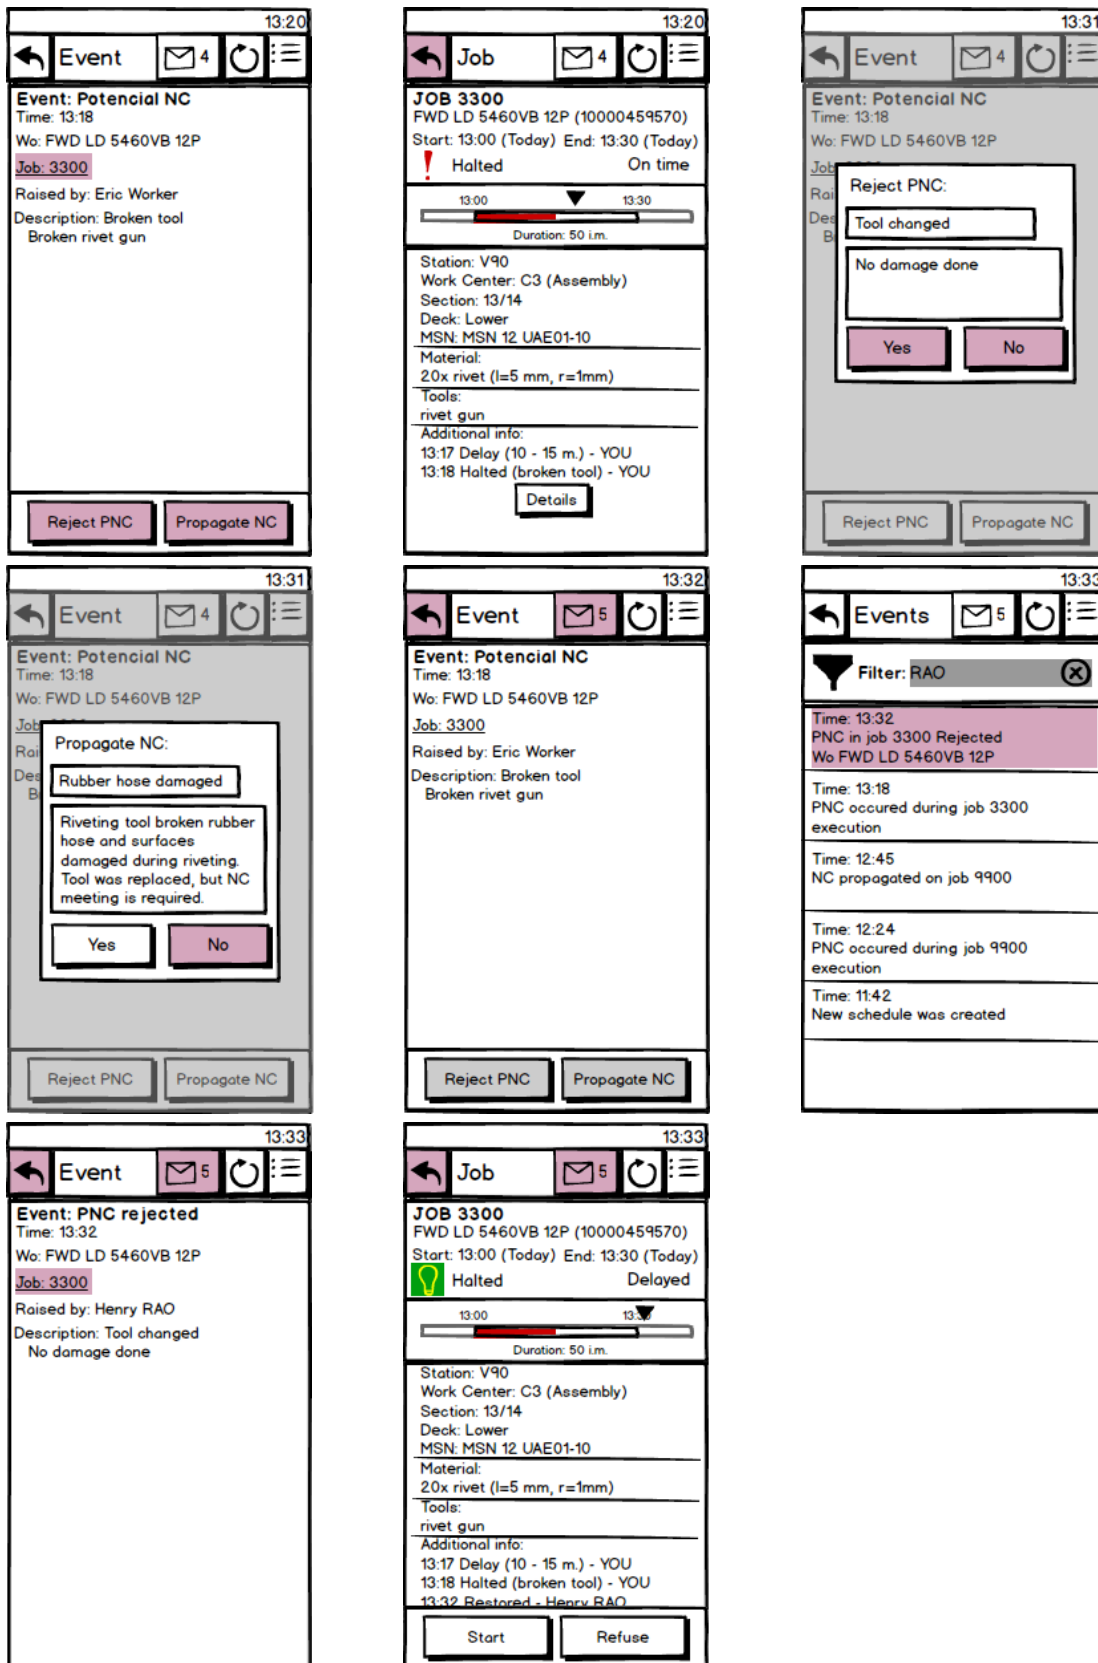 13:20
Event 4
Event: Potencial NC
Time: 13:18
Wo: FWD LD 5460VB 12P
Job: 3300
Raised by: Eric Worker
Description: Broken tool
Broken rivet gun
Reject PNC Propagate NC
13:20
Job 4
JOB 3300
FWD LD 5460VB 12P (10000459570)
Start: 13:00 (Today) End: 13:30 (Today)
Halted On time
13:00 13:30
Duration: 50 i.m.
Station: V90
Work Center: C3 (Assembly)
Section: 13/14
Deck: Lower
MSN: MSN 12 UAE01-10
Material:
20x rivet (l=5 mm, r=1mm)
Tools:
rivet gun
Additional info:
13:17 Delay (10 - 15 m.) - YOU
13:18 Halted (broken tool) - YOU
Details
13:31
Event 4
Event: Potencial NC
Time: 13:18
Wo: FWD LD 5460VB 12P
Job
Rai
Des
B
Reject PNC:
Tool changed
No damage done
Yes No
Reject PNC Propagate NC
13:31
Event 4
Event: Potencial NC
Time: 13:18
Wo: FWD LD 5460VB 12P
Job
Rai
Des
B
Propagate NC:
Rubber hose damaged
Riveting tool broken rubber
hose and surfaces
damaged during riveting.
Tool was replaced, but NC
meeting is required.
Yes No
Reject PNC Propagate NC
13:32
Event 5
Event: Potencial NC
Time: 13:18
Wo: FWD LD 5460VB 12P
Job: 3300
Raised by: Eric Worker
Description: Broken tool
Broken rivet gun
Reject PNC Propagate NC
13:33
Events 5
Filter: RAO
Time: 13:32
PNC in job 3300 Rejected
Wo FWD LD 5460VB 12P
Time: 13:18
PNC occured during job 3300
execution
Time: 12:45
NC propagated on job 9900
Time: 12:24
PNC occured during job 9900
execution
Time: 11:42
New schedule was created
13:33
Event 5
Event: PNC rejected
Time: 13:32
Wo: FWD LD 5460VB 12P
Job: 3300
Raised by: Henry RAO
Description: Tool changed
No damage done
13:33
Job 5
JOB 3300
FWD LD 5460VB 12P (10000459570)
Start: 13:00 (Today) End: 13:30 (Today)
Halted Delayed
13:00 13:30
Duration: 50 i.m.
Station: V90
Work Center: C3 (Assembly)
Section: 13/14
Deck: Lower
MSN: MSN 12 UAE01-10
Material:
20x rivet (l=5 mm, r=1mm)
Tools:
rivet gun
Additional info:
13:17 Delay (10 - 15 m.) - YOU
13:18 Halted (broken tool) - YOU
13:32 Restored - Henry RAO
Start Refuse